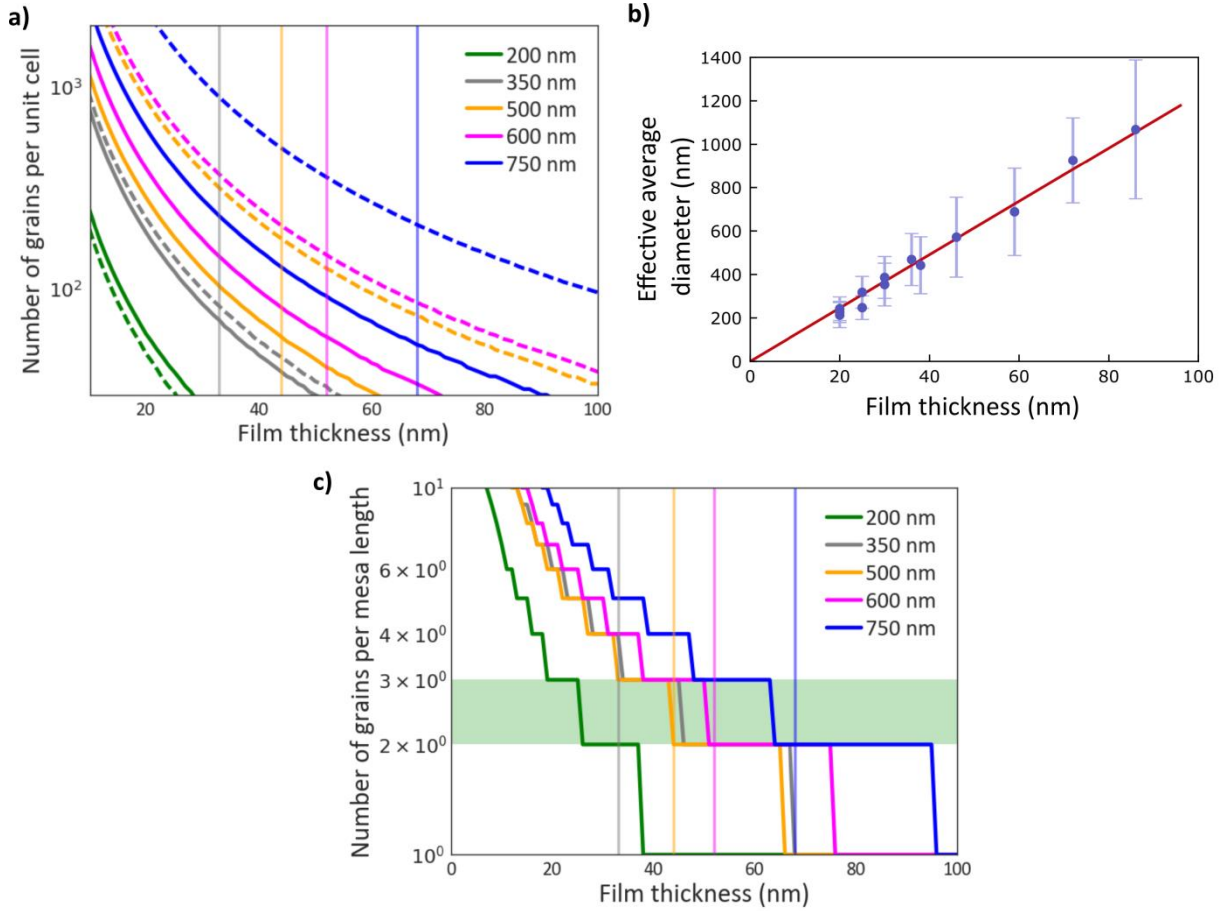 a)
Number of grains per unit cell
10³
10²
200 nm
350 nm
500 nm
600 nm
750 nm
20 40 60 80 100
Film thickness (nm)
b)
Effective average
diameter (nm)
1400
1200
1000
800
600
400
200
0
0 20 40 60 80 100
Film thickness (nm)
c)
Number of grains per mesa length
10¹
6 × 10⁰
4 × 10⁰
3 × 10⁰
2 × 10⁰
10⁰
200 nm
350 nm
500 nm
600 nm
750 nm
0 20 40 60 80 100
Film thickness (nm)